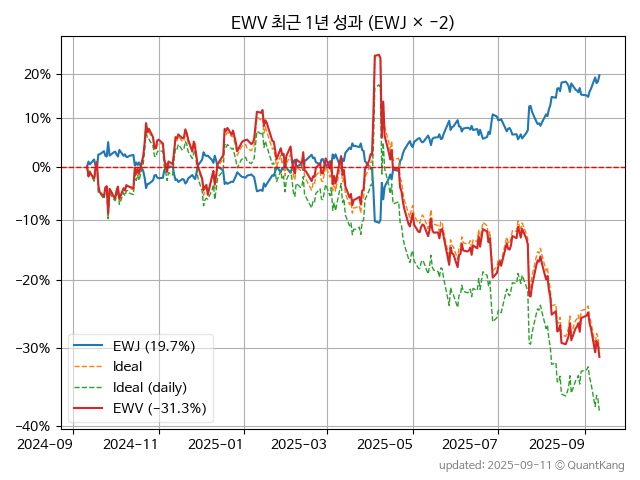 EWV 최근 1년 성과 (EWJ × −2)
20%
10%
0%
−10%
−20%
−30%
−40%
EWJ (19.7%)
Ideal
Ideal (daily)
EWV (−31.3%)
2024-09
2024-11
2025-01
2025-03
2025-05
2025-07
2025-09
updated: 2025-09-11 © QuantKang